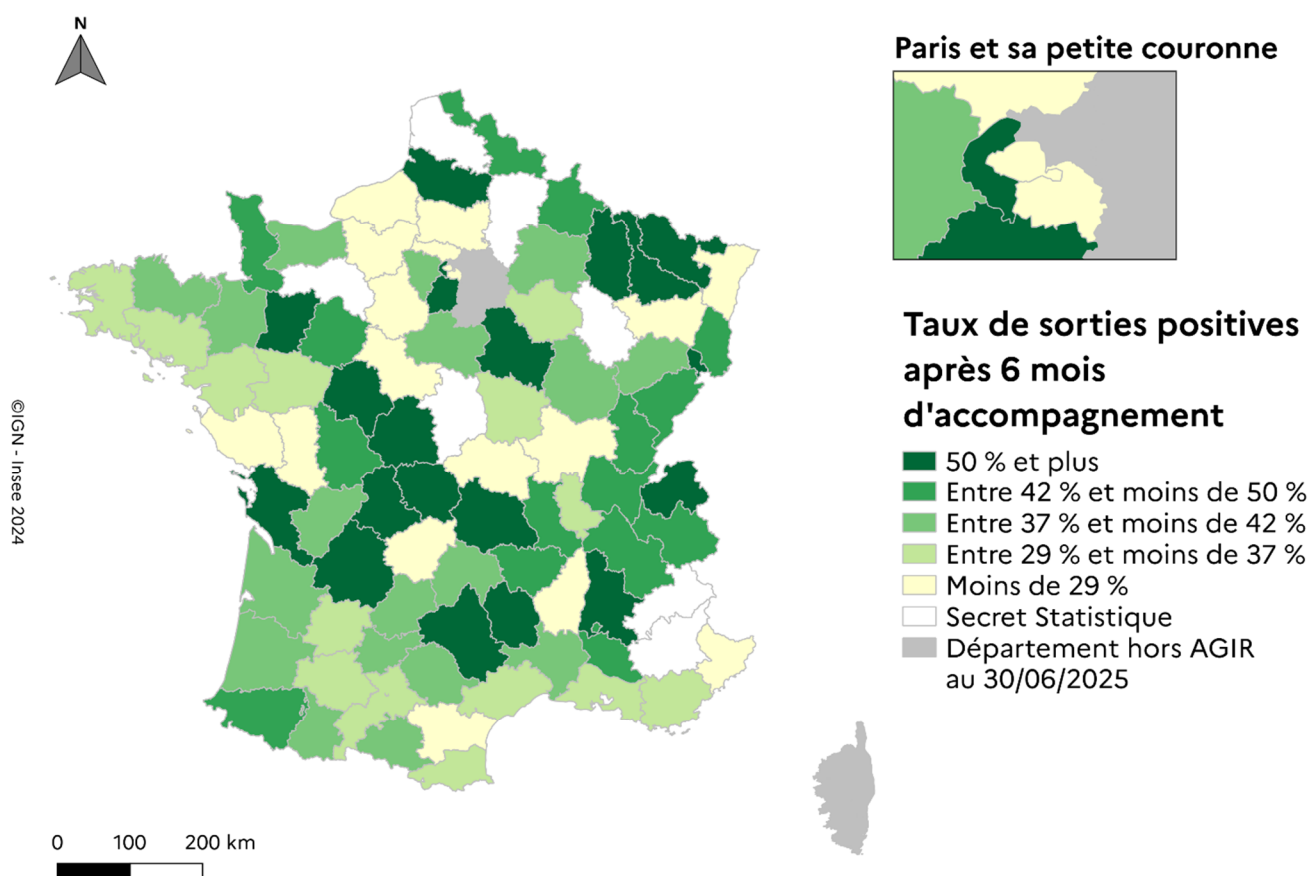 N
Paris et sa petite couronne
Taux de sorties positives
après 6 mois
d'accompagnement
50 % et plus
Entre 42 % et moins de 50 %
Entre 37 % et moins de 42 %
Entre 29 % et moins de 37 %
Moins de 29 %
Secret Statistique
Département hors AGIR
au 30/06/2025
©IGN - Insee 2024
0 100 200 km